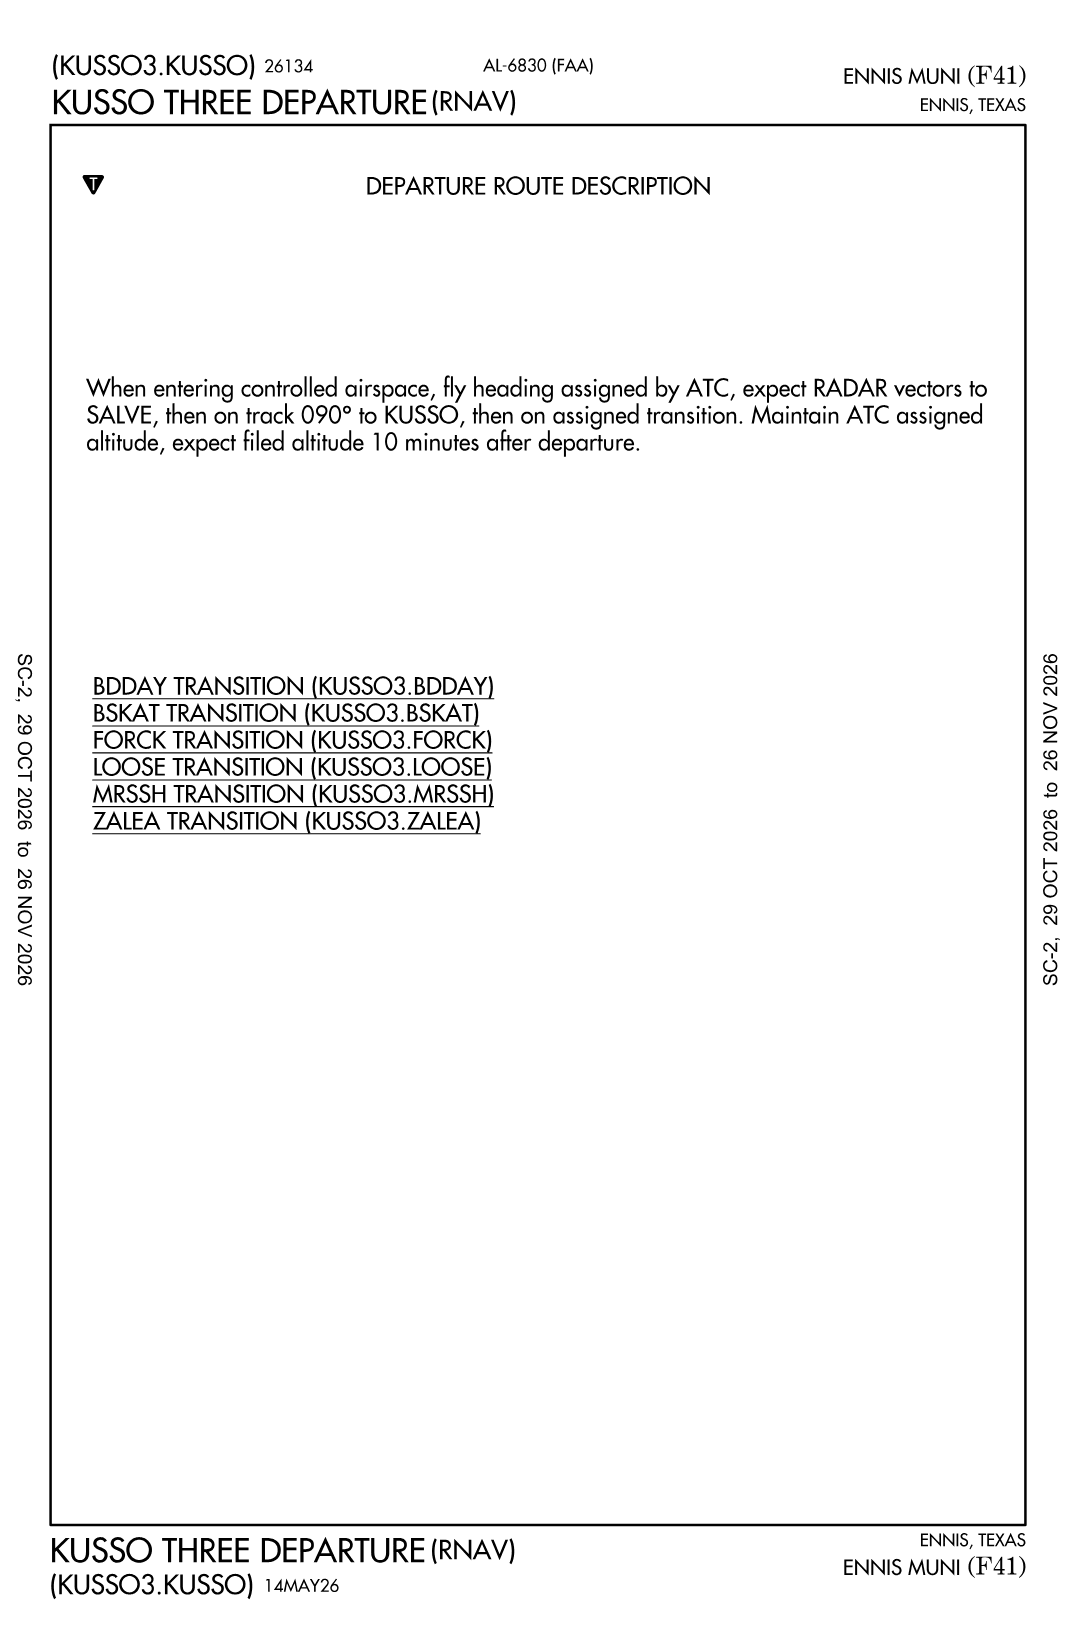 (KUSSO3.KUSSO) 26134
AL-6830 (FAA)
ENNIS MUNI (F41)
KUSSO THREE DEPARTURE (RNAV)
ENNIS, TEXAS
T
DEPARTURE ROUTE DESCRIPTION
When entering controlled airspace, fly heading assigned by ATC, expect RADAR vectors to
SALVE, then on track 090° to KUSSO, then on assigned transition. Maintain ATC assigned
altitude, expect filed altitude 10 minutes after departure.
SC-2, 29 OCT 2026 to 26 NOV 2026
SC-2, 29 OCT 2026 to 26 NOV 2026
BDDAY TRANSITION (KUSSO3.BDDAY)
BSKAT TRANSITION (KUSSO3.BSKAT)
FORCK TRANSITION (KUSSO3.FORCK)
LOOSE TRANSITION (KUSSO3.LOOSE)
MRSSH TRANSITION (KUSSO3.MRSSH)
ZALEA TRANSITION (KUSSO3.ZALEA)
KUSSO THREE DEPARTURE (RNAV)
ENNIS, TEXAS
(KUSSO3.KUSSO) 14MAY26
ENNIS MUNI (F41)